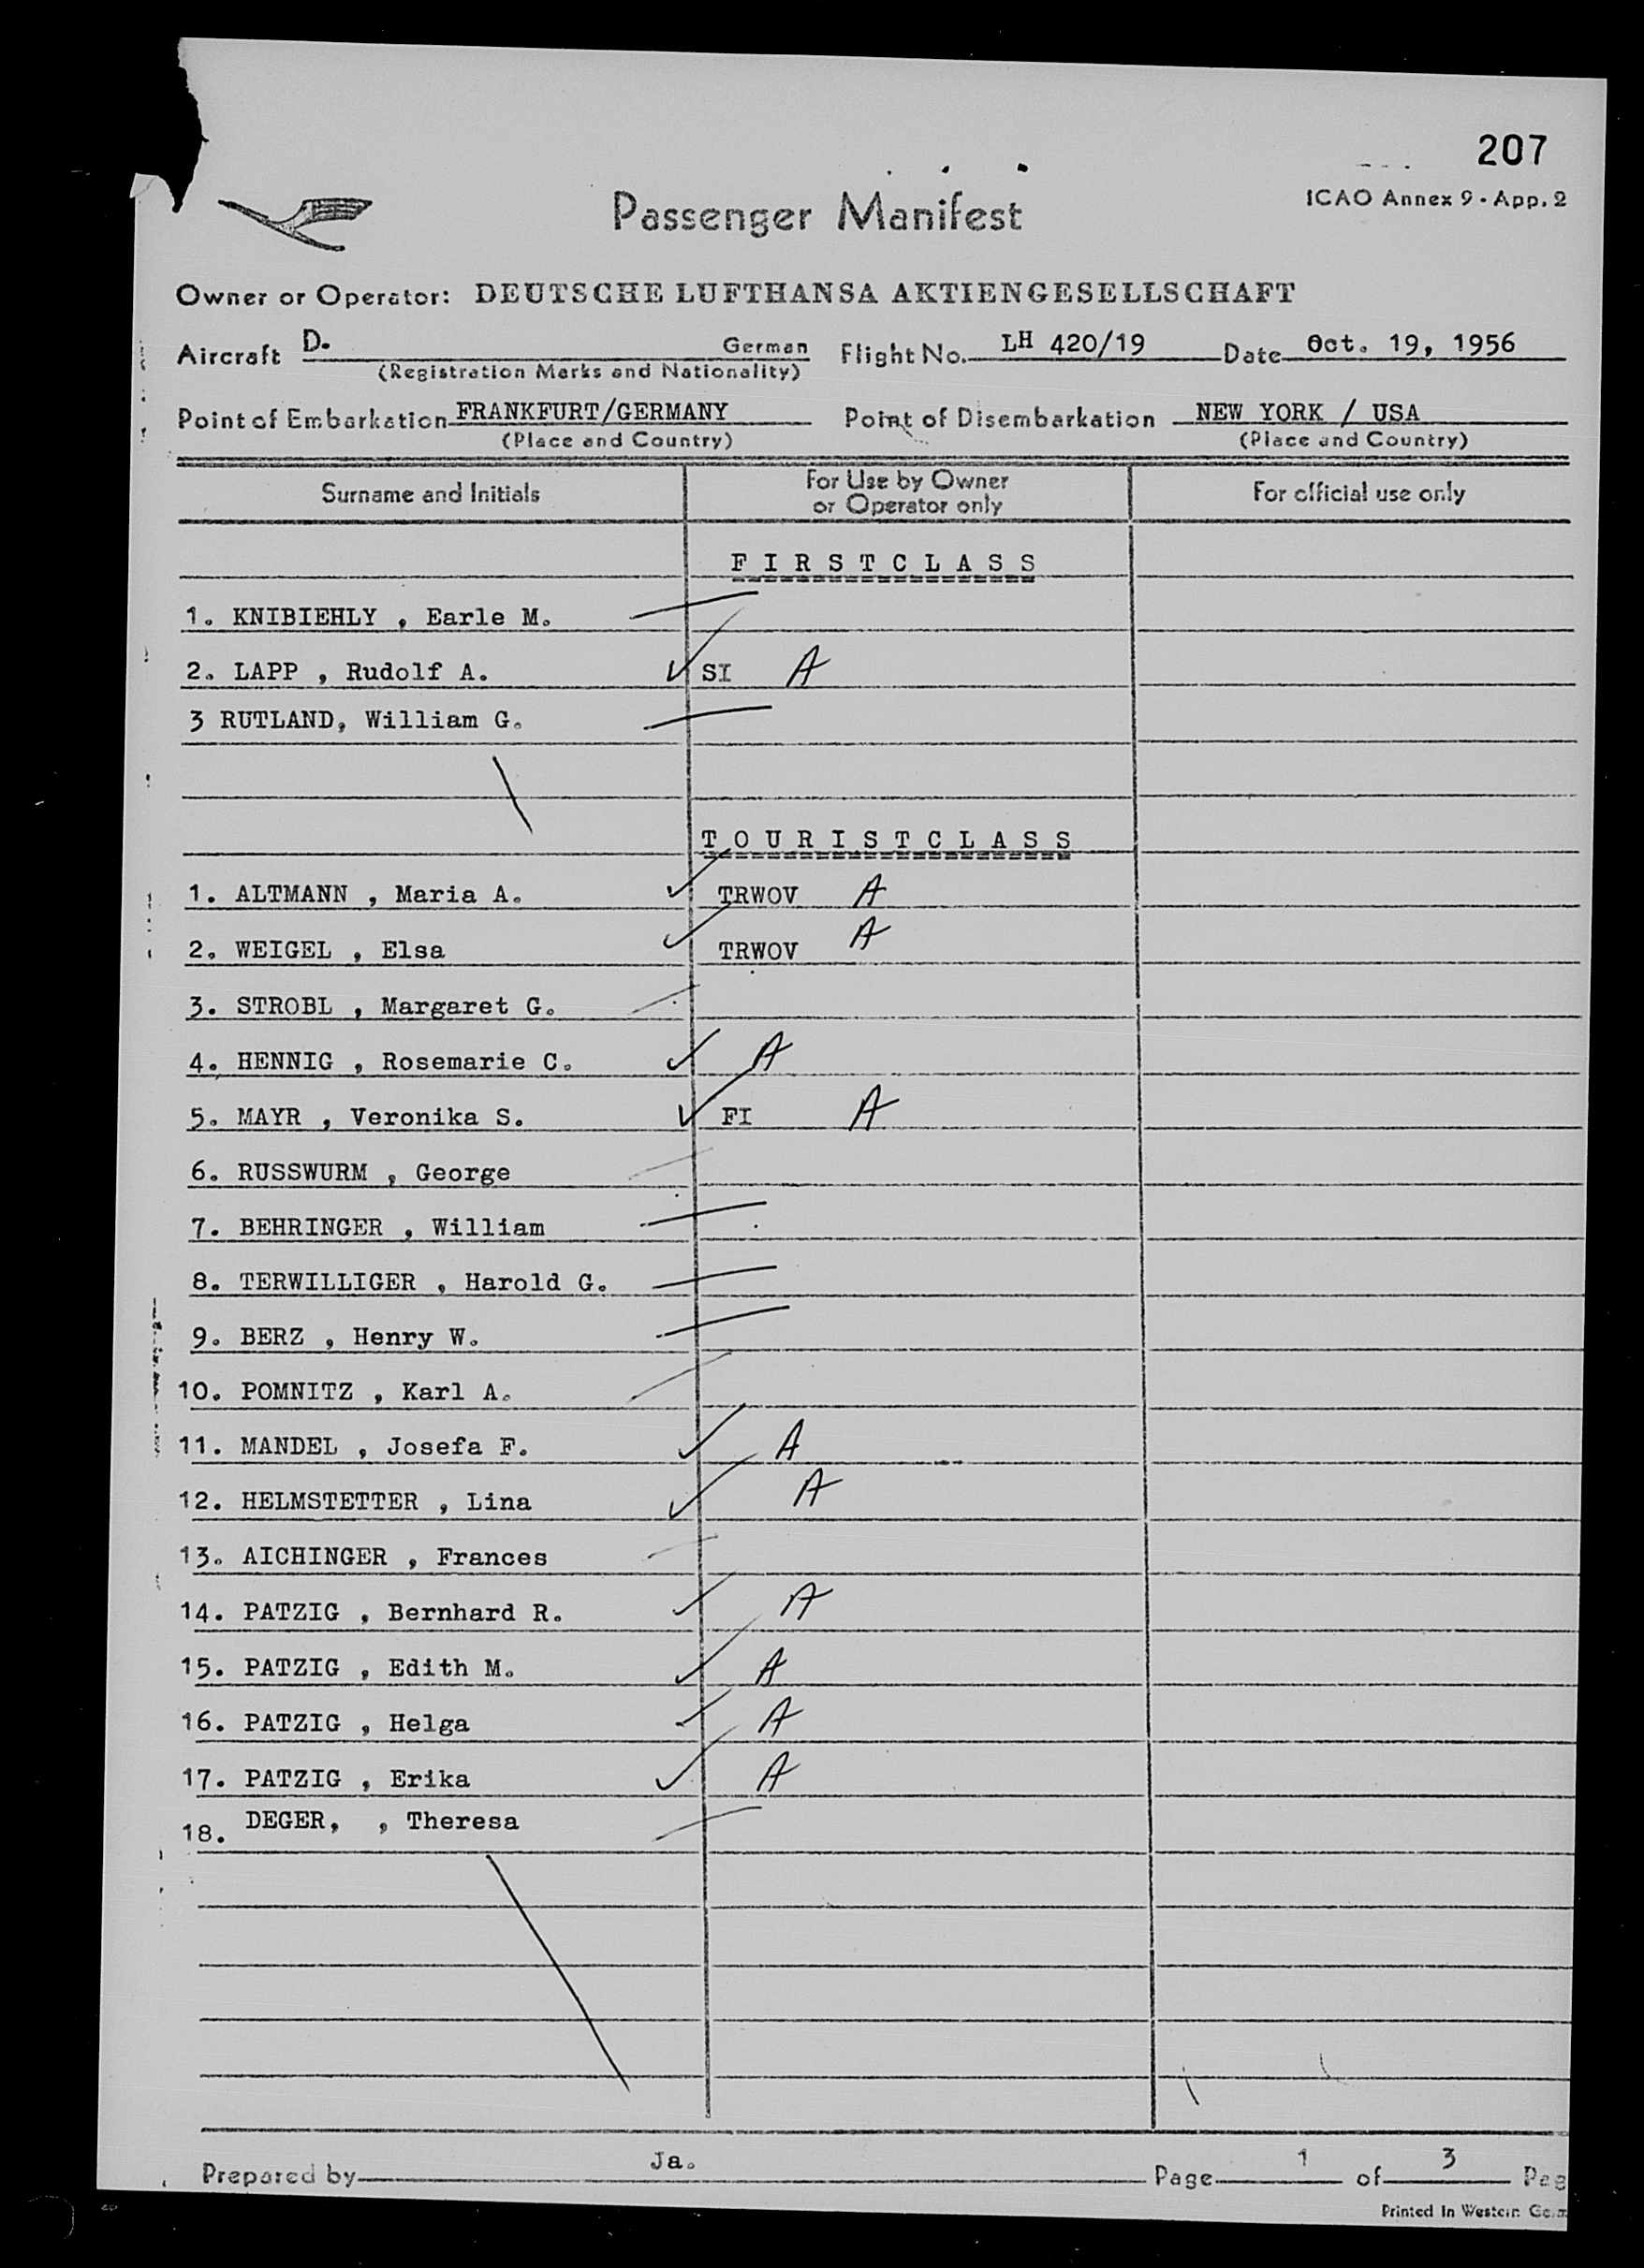 207
ICAO Annex 9 - App. 2
Passenger Manifest
Owner or Operator: DEUTSCHE LUFTHANSA AKTIENGESELLSCHAFT
Aircraft D. German Flight No. LH 420/19 Date Oct. 19, 1956
(Registration Marks and Nationality)
Point of Embarkation FRANKFURT/GERMANY Point of Disembarkation NEW YORK / USA
(Place and Country) (Place and Country)
Surname and Initials For Use by Owner or Operator only For official use only
F I R S T C L A S S
1. KNIBIEHLY , Earle M.
2. LAPP , Rudolf A. ✓ SI A
3 RUTLAND, William G.
T O U R I S T C L A S S
1. ALTMANN , Maria A. ✓ TRWOV A
2. WEIGEL , Elsa ✓ TRWOV A
3. STROBL , Margaret G.
4. HENNIG , Rosemarie C. ✓ A
5. MAYR , Veronika S. ✓ FI A
6. RUSSWURM , George
7. BEHRINGER , William
8. TERWILLIGER , Harold G.
9. BERZ , Henry W.
10. POMNITZ , Karl A.
11. MANDEL , Josefa F. ✓ A
12. HELMSTETTER , Lina ✓ A
13. AICHINGER , Frances
14. PATZIG , Bernhard R. ✓ A
15. PATZIG , Edith M. ✓ A
16. PATZIG , Helga ✓ A
17. PATZIG , Erika ✓ A
18. DEGER, , Theresa
Prepared by Ja. Page 1 of 3 Pag
Printed In Western Germ